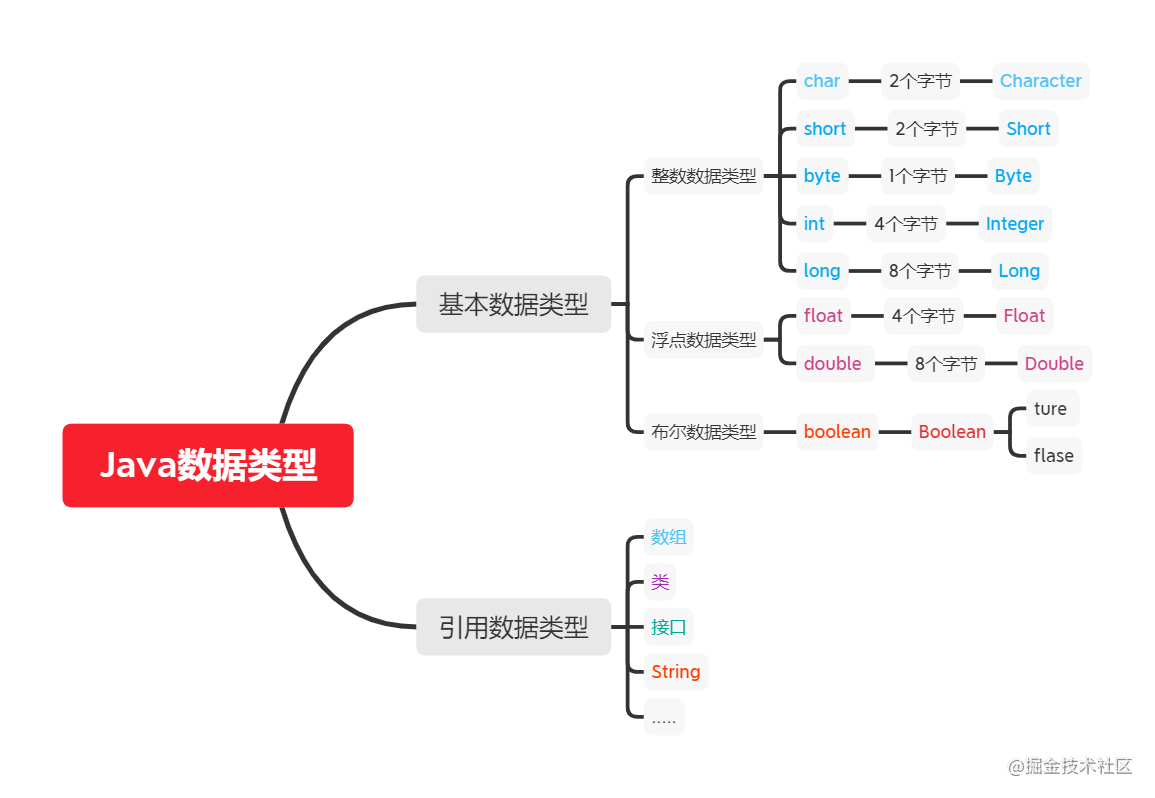 Java数据类型
基本数据类型
整数数据类型
char 2个字节 Character
short 2个字节 Short
byte 1个字节 Byte
int 4个字节 Integer
long 8个字节 Long
浮点数据类型
float 4个字节 Float
double 8个字节 Double
布尔数据类型
boolean Boolean
ture
flase
引用数据类型
数组
类
接口
String
.....
@掘金技术社区